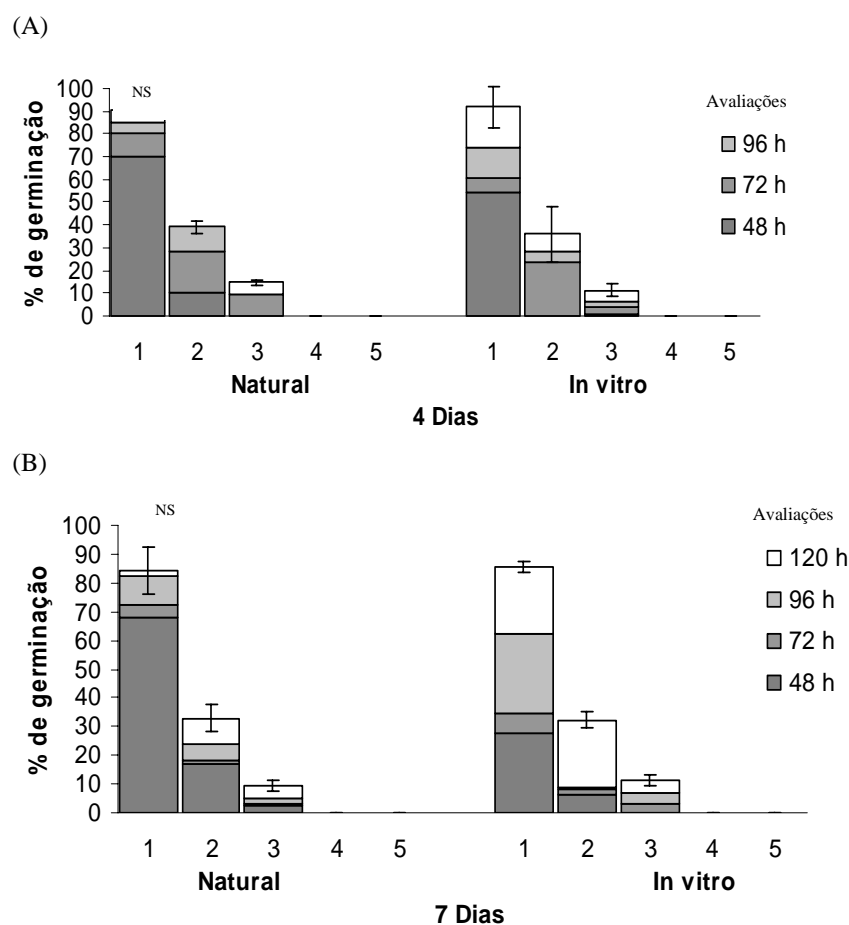 (A)
% de germinação
100
90
80
70
60
50
40
30
20
10
0
NS
Avaliações
96 h
72 h
48 h
1 2 3 4 5 1 2 3 4 5
Natural In vitro
4 Dias
(B)
% de germinação
100
90
80
70
60
50
40
30
20
10
0
NS
Avaliações
120 h
96 h
72 h
48 h
1 2 3 4 5 1 2 3 4 5
Natural In vitro
7 Dias